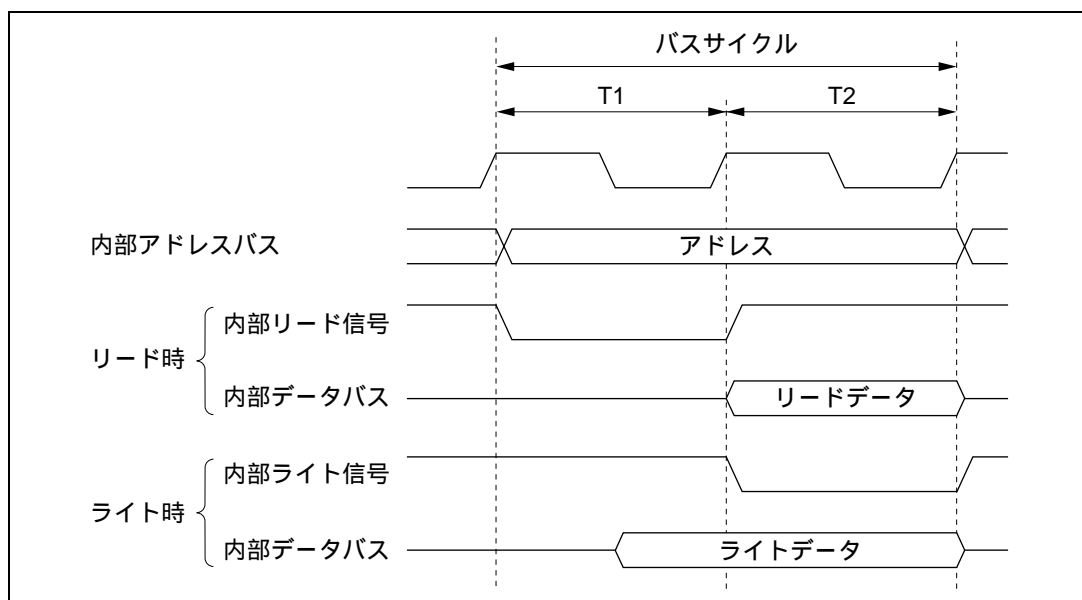 バスサイクル
T1
T2
内部アドレスバス
アドレス
リード時
内部リード信号
内部データバス
リードデータ
ライト時
内部ライト信号
内部データバス
ライトデータ